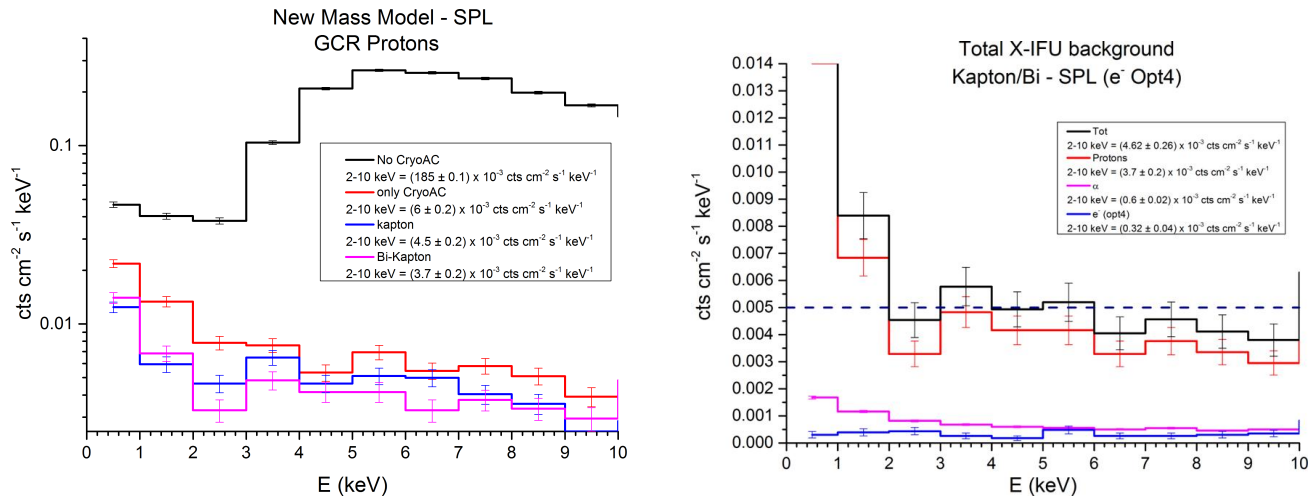 New Mass Model - SPL
GCR Protons
cts cm⁻² s⁻¹ keV⁻¹
0.1
0.01
No CryoAC
2-10 keV = (185 ± 0.1) x 10⁻³ cts cm⁻² s⁻¹ keV⁻¹
only CryoAC
2-10 keV = (6 ± 0.2) x 10⁻³ cts cm⁻² s⁻¹ keV⁻¹
kapton
2-10 keV = (4.5 ± 0.2) x 10⁻³ cts cm⁻² s⁻¹ keV⁻¹
Bi-Kapton
2-10 keV = (3.7 ± 0.2) x 10⁻³ cts cm⁻² s⁻¹ keV⁻¹
0 1 2 3 4 5 6 7 8 9 10
E (keV)
Total X-IFU background
Kapton/Bi - SPL (e⁻ Opt4)
cts cm⁻² s⁻¹ keV⁻¹
0.014
0.013
0.012
0.011
0.010
0.009
0.008
0.007
0.006
0.005
0.004
0.003
0.002
0.001
0.000
Tot
2-10 keV = (4.62 ± 0.26) x 10⁻³ cts cm⁻² s⁻¹ keV⁻¹
Protons
2-10 keV = (3.7 ± 0.2) x 10⁻³ cts cm⁻² s⁻¹ keV⁻¹
α
2-10 keV = (0.6 ± 0.02) x 10⁻³ cts cm⁻² s⁻¹ keV⁻¹
e⁻ (opt4)
2-10 keV = (0.32 ± 0.04) x 10⁻³ cts cm⁻² s⁻¹ keV⁻¹
0 1 2 3 4 5 6 7 8 9 10
E (keV)